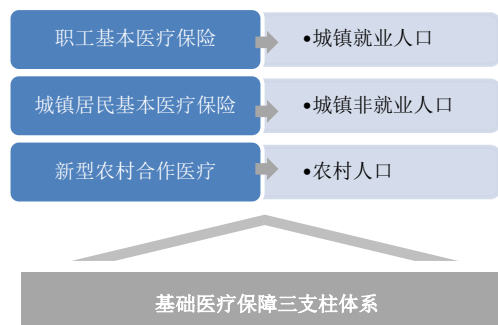 职工基本医疗保险
•城镇就业人口
城镇居民基本医疗保险
•城镇非就业人口
新型农村合作医疗
•农村人口
基础医疗保障三支柱体系